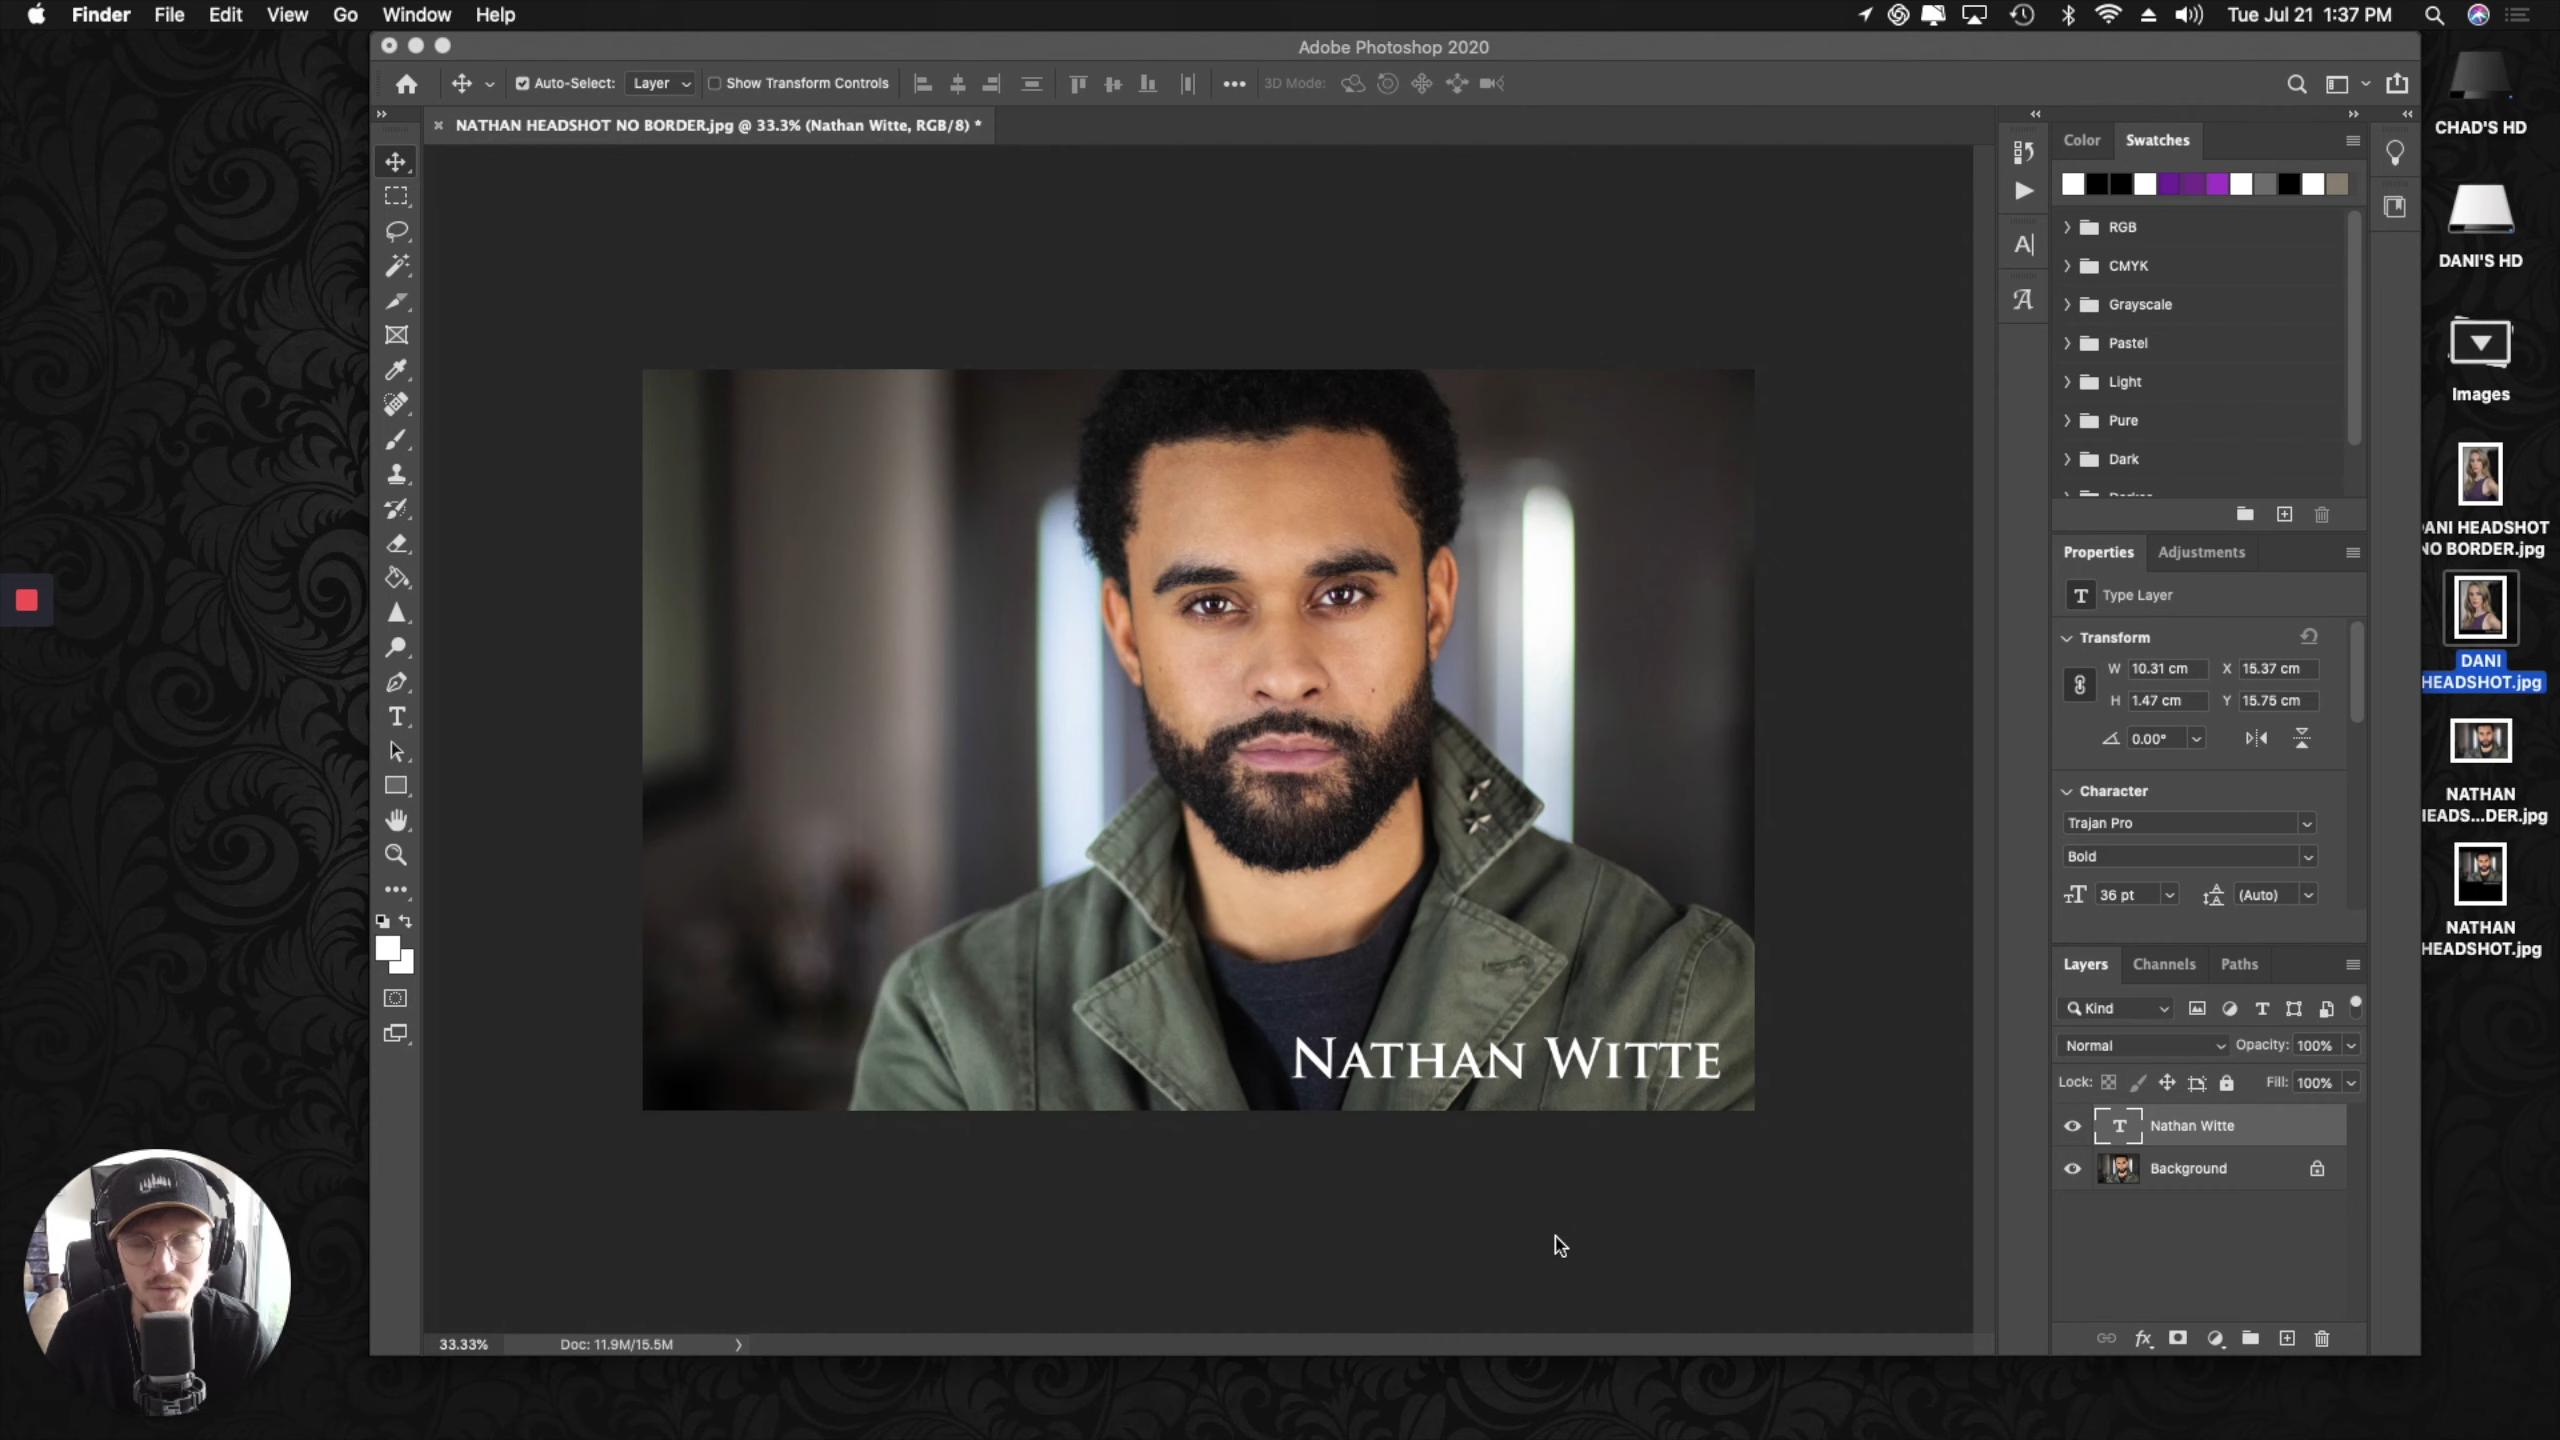 Finder File Edit View Go Window Help
Tue Jul 21 1:37 PM
Adobe Photoshop 2020
Auto-Select: Layer Show Transform Controls 3D Mode:
NATHAN HEADSHOT NO BORDER.jpg @ 33.3% (Nathan Witte, RGB/8) *
Color Swatches
RGB
CMYK
Grayscale
Pastel
Light
Pure
Dark
Properties Adjustments
T Type Layer
Transform
W 10.31 cm X 15.37 cm
H 1.47 cm Y 15.75 cm
0.00°
Character
Trajan Pro
Bold
36 pt (Auto)
Layers Channels Paths
Kind
Normal Opacity: 100%
Lock: Fill: 100%
T Nathan Witte
Background
NATHAN WITTE
33.33% Doc: 11.9M/15.5M
CHAD'S HD
DANI'S HD
Images
ANI HEADSHOT
NO BORDER.jpg
DANI
HEADSHOT.jpg
NATHAN
HEADS...DER.jpg
NATHAN
HEADSHOT.jpg